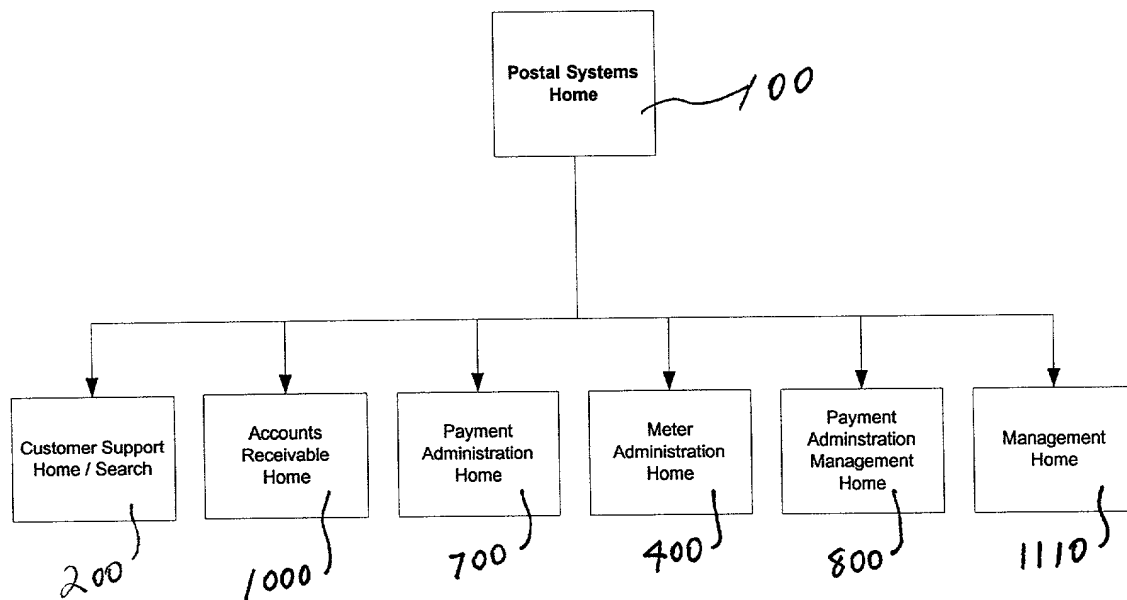 Postal Systems
Home
100
Customer Support
Home / Search
Accounts
Receivable
Home
Payment
Administration
Home
Meter
Administration
Home
Payment
Adminstration
Management
Home
Management
Home
200
1000
700
400
800
1110